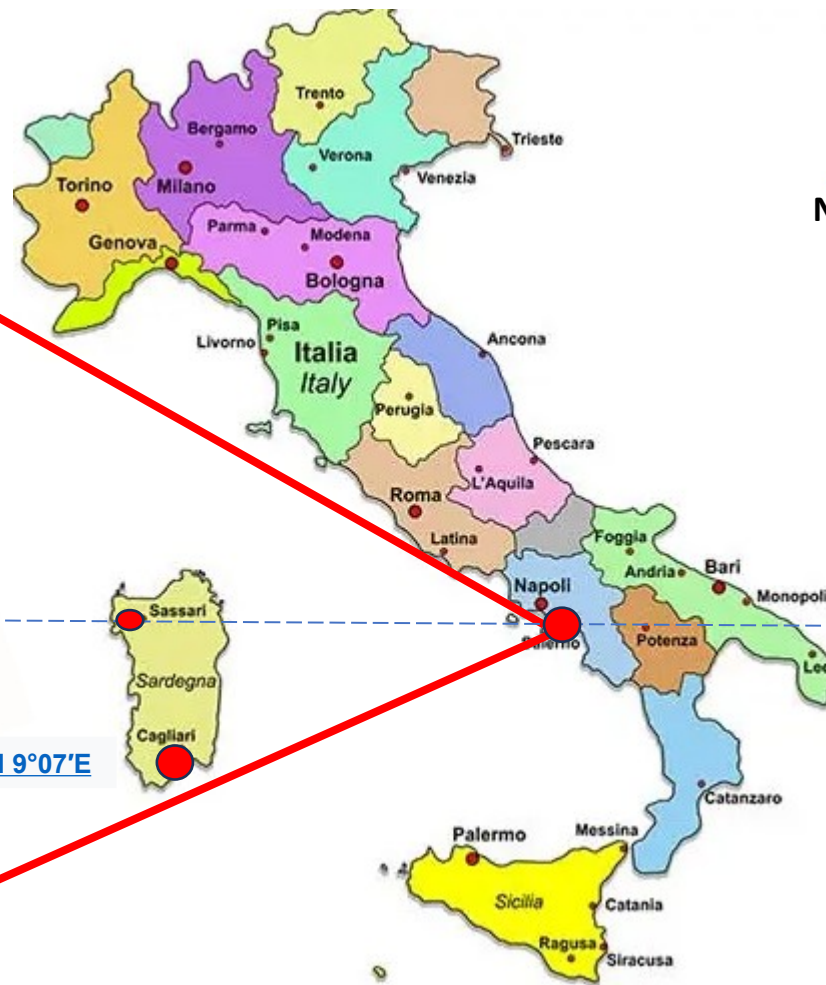 Trento
Bergamo
Trieste
Verona
Venezia
Torino
Milano
N
Parma
Modena
Genova
Bologna
Pisa
Livorno
Italia
Italy
Ancona
Perugia
Pescara
L'Aquila
Roma
Latina
Foggia
Andria
Bari
Napoli
Monopoli
Sassari
Salerno
Potenza
Lec
Sardegna
Cagliari
9°07'E
Catanzaro
Messina
Palermo
Sicilia
Catania
Ragusa
Siracusa